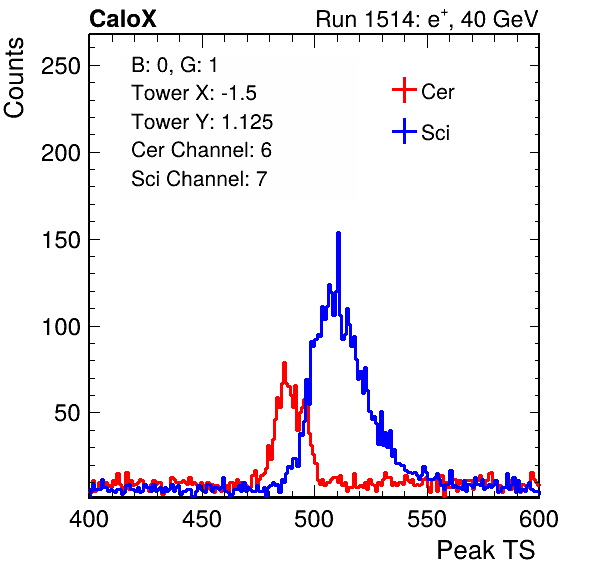 CaloX
Run 1514: e+, 40 GeV
Counts
250
200
150
100
50
B: 0, G: 1
Tower X: -1.5
Tower Y: 1.125
Cer Channel: 6
Sci Channel: 7
Cer
Sci
400 450 500 550 600
Peak TS